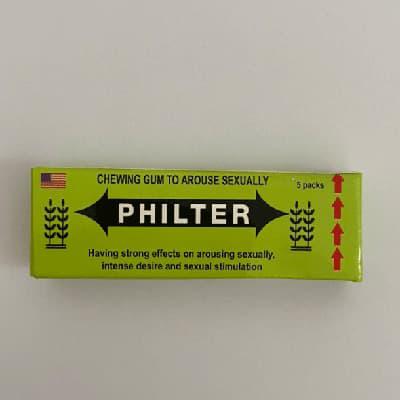 CHEWING GUM TO AROUSE SEXUALLY
5 packs
PHILTER
Having strong effects on arousing sexually,
intense desire and sexual stimulation